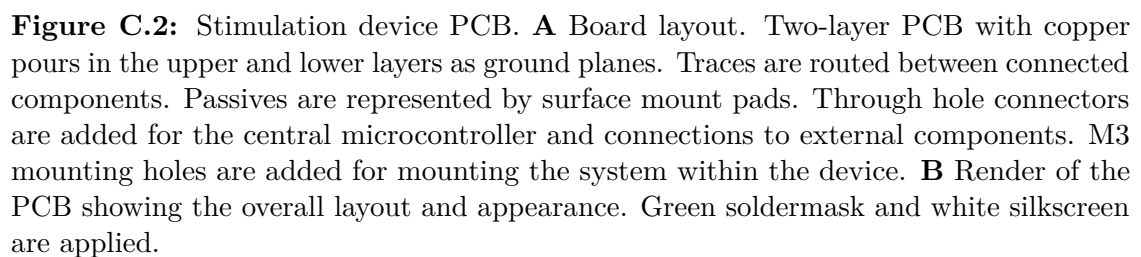 Figure C.2: Stimulation device PCB. A Board layout. Two-layer PCB with copper
pours in the upper and lower layers as ground planes. Traces are routed between connected
components. Passives are represented by surface mount pads. Through hole connectors
are added for the central microcontroller and connections to external components. M3
mounting holes are added for mounting the system within the device. B Render of the
PCB showing the overall layout and appearance. Green soldermask and white silkscreen
are applied.